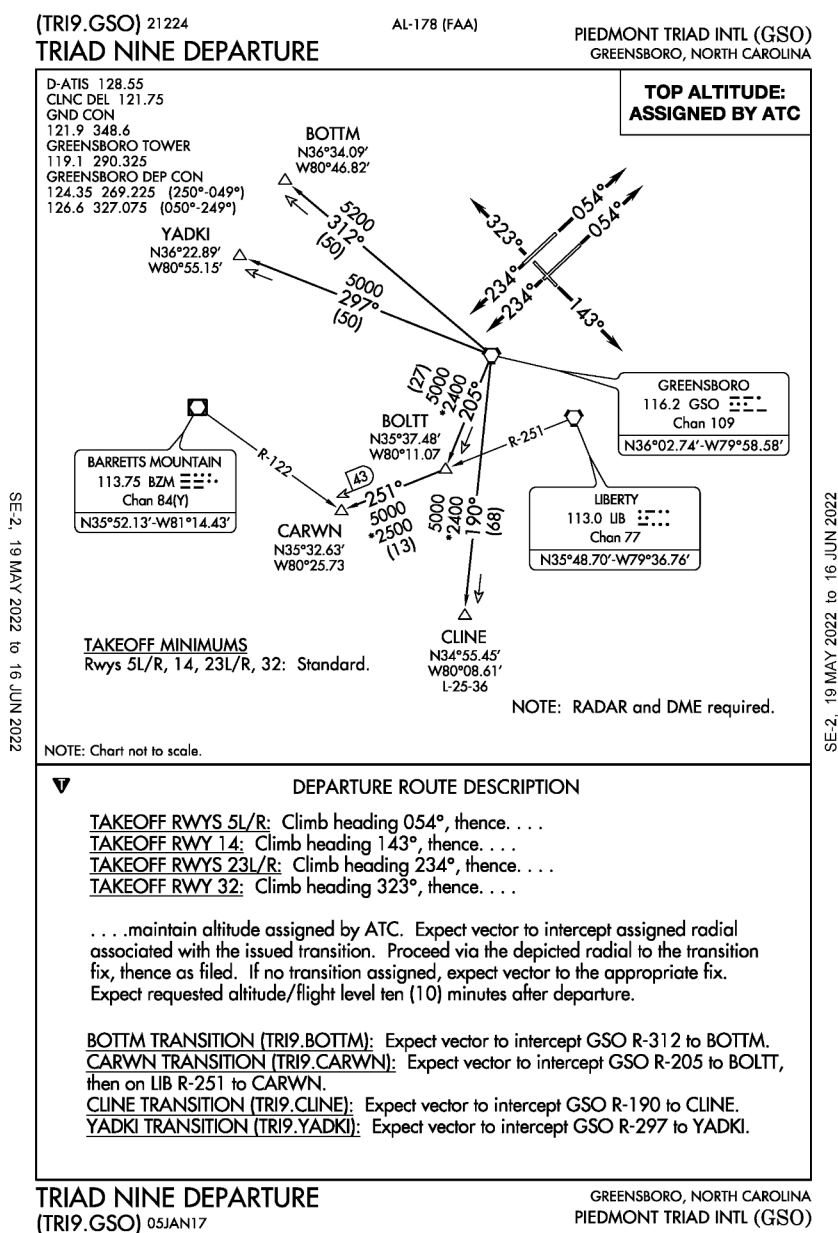 (TRI9.GSO) 21224
AL-178 (FAA)
PIEDMONT TRIAD INTL (GSO)
TRIAD NINE DEPARTURE
GREENSBORO, NORTH CAROLINA
D-ATIS 128.55
CLNC DEL 121.75
GND CON
121.9 348.6
GREENSBORO TOWER
119.1 290.325
GREENSBORO DEP CON
124.35 269.225 (250°-049°)
126.6 327.075 (050°-249°)
TOP ALTITUDE:
ASSIGNED BY ATC
BOTTM
N36°34.09′
W80°46.82′
YADKI
N36°22.89′
W80°55.15′
5200
312°
(50)
5000
297°
(50)
323°
054°
054°
234°
234°
143°
(27)
5000
*2400
205°
GREENSBORO
116.2 GSO
Chan 109
N36°02.74′-W79°58.58′
BOLTT
N35°37.48′
W80°11.07
R-251
R-122
BARRETTS MOUNTAIN
113.75 BZM
Chan 84(Y)
N35°52.13′-W81°14.43′
43
251°
5000
*2500
(13)
CARWN
N35°32.63′
W80°25.73
5000
*2400
190°
(68)
LIBERTY
113.0 LIB
Chan 77
N35°48.70′-W79°36.76′
CLINE
N34°55.45′
W80°08.61′
L-25-36
TAKEOFF MINIMUMS
Rwys 5L/R, 14, 23L/R, 32: Standard.
NOTE: RADAR and DME required.
NOTE: Chart not to scale.
SE-2, 19 MAY 2022 to 16 JUN 2022
SE-2, 19 MAY 2022 to 16 JUN 2022
T
DEPARTURE ROUTE DESCRIPTION
TAKEOFF RWYS 5L/R: Climb heading 054°, thence. . . .
TAKEOFF RWY 14: Climb heading 143°, thence. . . .
TAKEOFF RWYS 23L/R: Climb heading 234°, thence. . . .
TAKEOFF RWY 32: Climb heading 323°, thence. . . .
. . . .maintain altitude assigned by ATC. Expect vector to intercept assigned radial
associated with the issued transition. Proceed via the depicted radial to the transition
fix, thence as filed. If no transition assigned, expect vector to the appropriate fix.
Expect requested altitude/flight level ten (10) minutes after departure.
BOTTM TRANSITION (TRI9.BOTTM): Expect vector to intercept GSO R-312 to BOTTM.
CARWN TRANSITION (TRI9.CARWN): Expect vector to intercept GSO R-205 to BOLTT,
then on LIB R-251 to CARWN.
CLINE TRANSITION (TRI9.CLINE): Expect vector to intercept GSO R-190 to CLINE.
YADKI TRANSITION (TRI9.YADKI): Expect vector to intercept GSO R-297 to YADKI.
TRIAD NINE DEPARTURE
(TRI9.GSO) 05JAN17
GREENSBORO, NORTH CAROLINA
PIEDMONT TRIAD INTL (GSO)